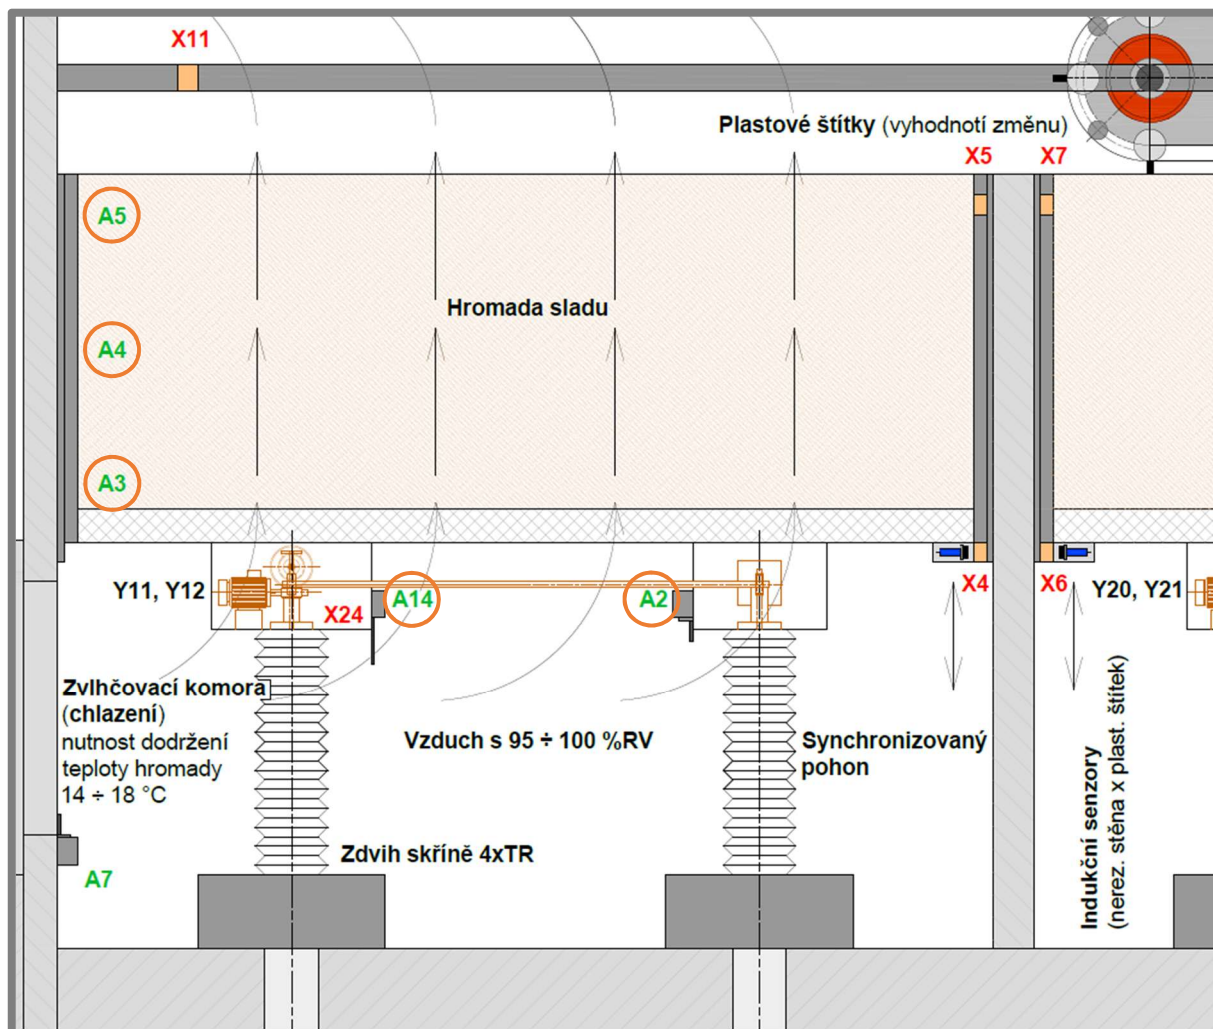 X11
Plastové štítky (vyhodnotí změnu)
X5
X7
A5
Hromada sladu
A4
A3
Y11, Y12
X24
A14
A2
X4
X6
Y20, Y21
Zvlhčovací komora
(chlazení)
nutnost dodržení
teploty hromady
14 ÷ 18 °C
Vzduch s 95 ÷ 100 %RV
Synchronizovaný
pohon
Zdvih skříně 4xTR
A7
Indukční senzory
(nerez. stěna x plast. štítek)